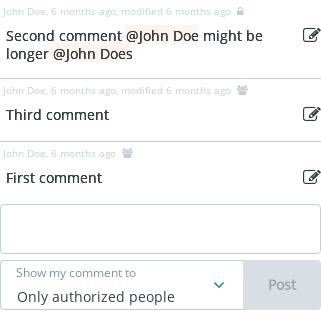 John Doe, 6 months ago, modified 6 months ago
Second comment @John Doe might be
longer @John Does
John Doe, 6 months ago, modified 6 months ago
Third comment
John Doe, 6 months ago
First comment
Show my comment to
Only authorized people
Post